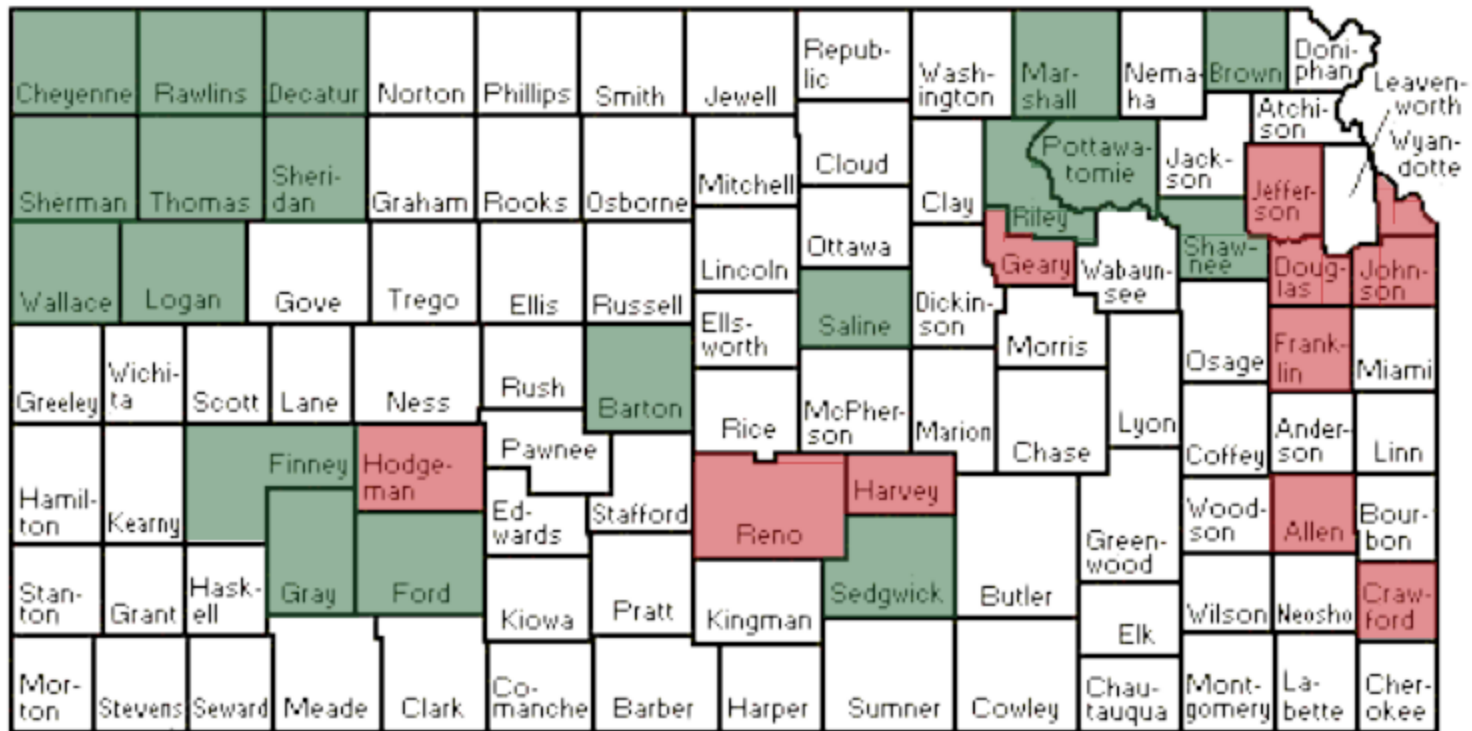 Repub-
lic
Doni-
phan
Cheyenne
Rawlins
Decatur
Norton
Phillips
Smith
Jewell
Wash-
ington
Mar-
shall
Nema-
ha
Brown
Leaven-
worth
Atchi-
son
Wyan-
dotte
Sherman
Thomas
Sheri-
dan
Graham
Rooks
Osborne
Mitchell
Cloud
Clay
Riley
Pottawa-
tomie
Jack-
son
Jeffer-
son
Wallace
Logan
Gove
Trego
Ellis
Russell
Lincoln
Ottawa
Saline
Dickin-
son
Geary
Wabaun-
see
Shaw-
nee
Doug-
las
John-
son
Ells-
worth
Morris
Osage
Frank-
lin
Miami
Greeley
Wichi-
ta
Scott
Lane
Ness
Rush
Barton
Rice
McPher-
son
Marion
Chase
Lyon
Coffey
Ander-
son
Linn
Hamil-
ton
Kearny
Finney
Hodge-
man
Pawnee
Ed-
wards
Stafford
Reno
Harvey
Green-
wood
Wood-
son
Allen
Bour-
bon
Stan-
ton
Grant
Hask-
ell
Gray
Ford
Kiowa
Pratt
Kingman
Sedgwick
Butler
Elk
Wilson
Neosho
Craw-
ford
Mor-
ton
Stevens
Seward
Meade
Clark
Co-
manche
Barber
Harper
Sumner
Cowley
Chau-
tauqua
Mont-
gomery
La-
bette
Cher-
okee